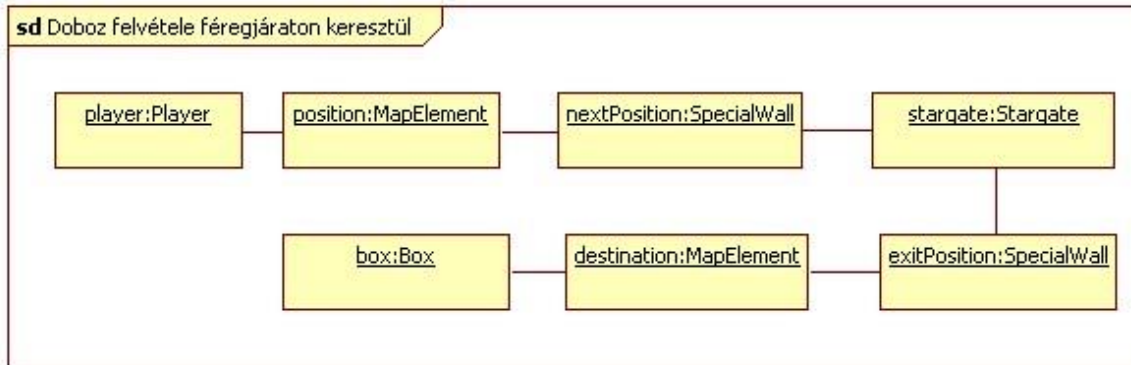 sd Doboz felvétele féregjáraton keresztül
player:Player
position:MapElement
nextPosition:SpecialWall
stargate:Stargate
box:Box
destination:MapElement
exitPosition:SpecialWall